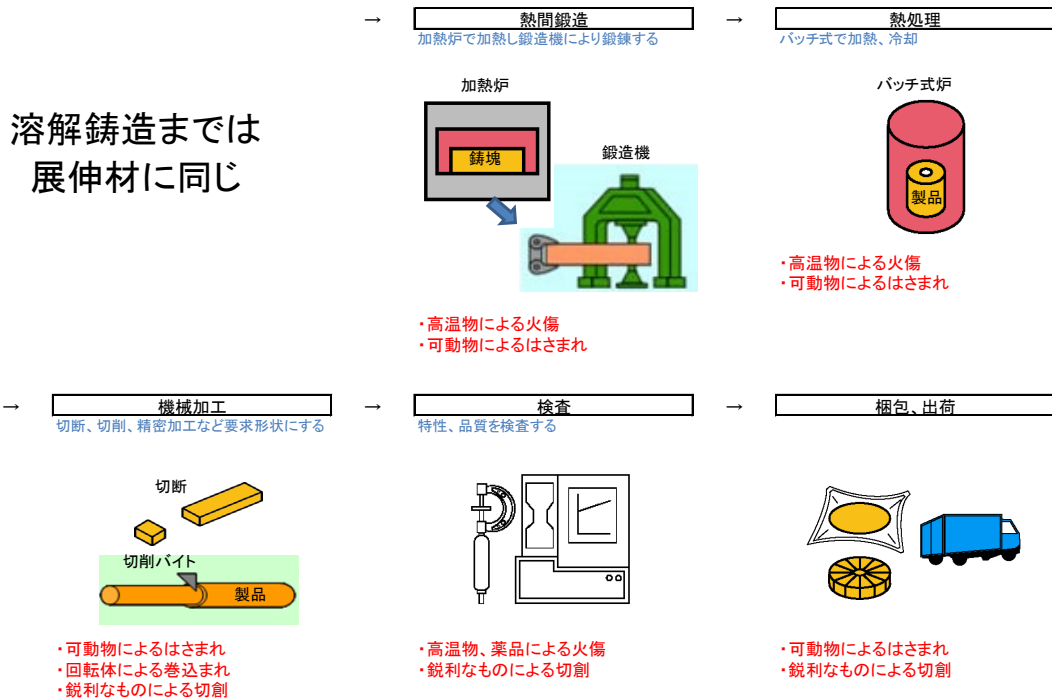 溶解鋳造までは
展伸材に同じ
→
熱間鍛造
加熱炉で加熱し鍛造機により鍛錬する
加熱炉
鋳塊
鍛造機
・高温物による火傷
・可動物によるはさまれ
→
熱処理
バッチ式で加熱、冷却
バッチ式炉
製品
・高温物による火傷
・可動物によるはさまれ
→
機械加工
切断、切削、精密加工など要求形状にする
切断
切削バイト
製品
・可動物によるはさまれ
・回転体による巻込まれ
・鋭利なものによる切創
→
検査
特性、品質を検査する
・高温物、薬品による火傷
・鋭利なものによる切創
→
梱包、出荷
・可動物によるはさまれ
・鋭利なものによる切創